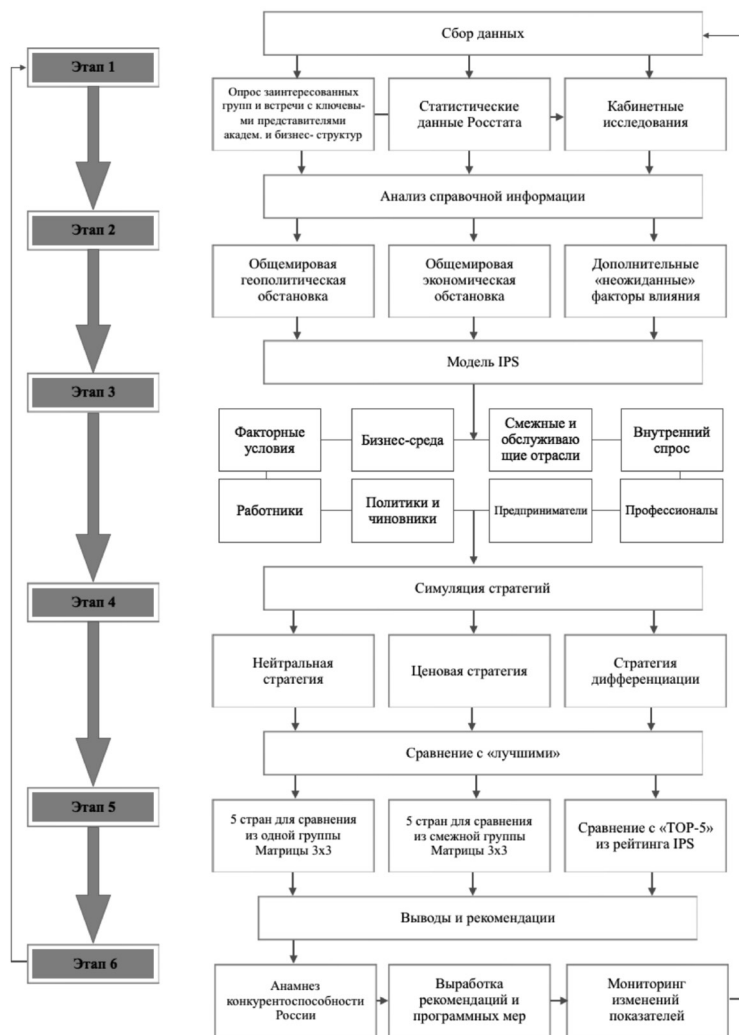 Сбор данных
Этап 1
Опрос заинтересованных
групп и встречи с ключевы-
ми представителями
академ. и бизнес- структур
Статистические
данные Росстата
Кабинетные
исследования
Анализ справочной информации
Этап 2
Общемировая
геополитическая
обстановка
Общемировая
экономическая
обстановка
Дополнительные
«неожиданные»
факторы влияния
Модель IPS
Этап 3
Факторные
условия
Бизнес-среда
Смежные и
обслуживаю
щие отрасли
Внутренний
спрос
Работники
Политики и
чиновники
Предприниматели
Профессионалы
Этап 4
Симуляция стратегий
Нейтральная
стратегия
Ценовая стратегия
Стратегия
дифференциации
Сравнение с «лучшими»
Этап 5
5 стран для сравнения
из одной группы
Матрицы 3х3
5 стран для сравнения
из смежной группы
Матрицы 3х3
Сравнение с «TOP-5»
из рейтинга IPS
Выводы и рекомендации
Этап 6
Анамнез
конкурентоспособности
России
Выработка
рекомендаций и
программных мер
Мониторинг
изменений
показателей